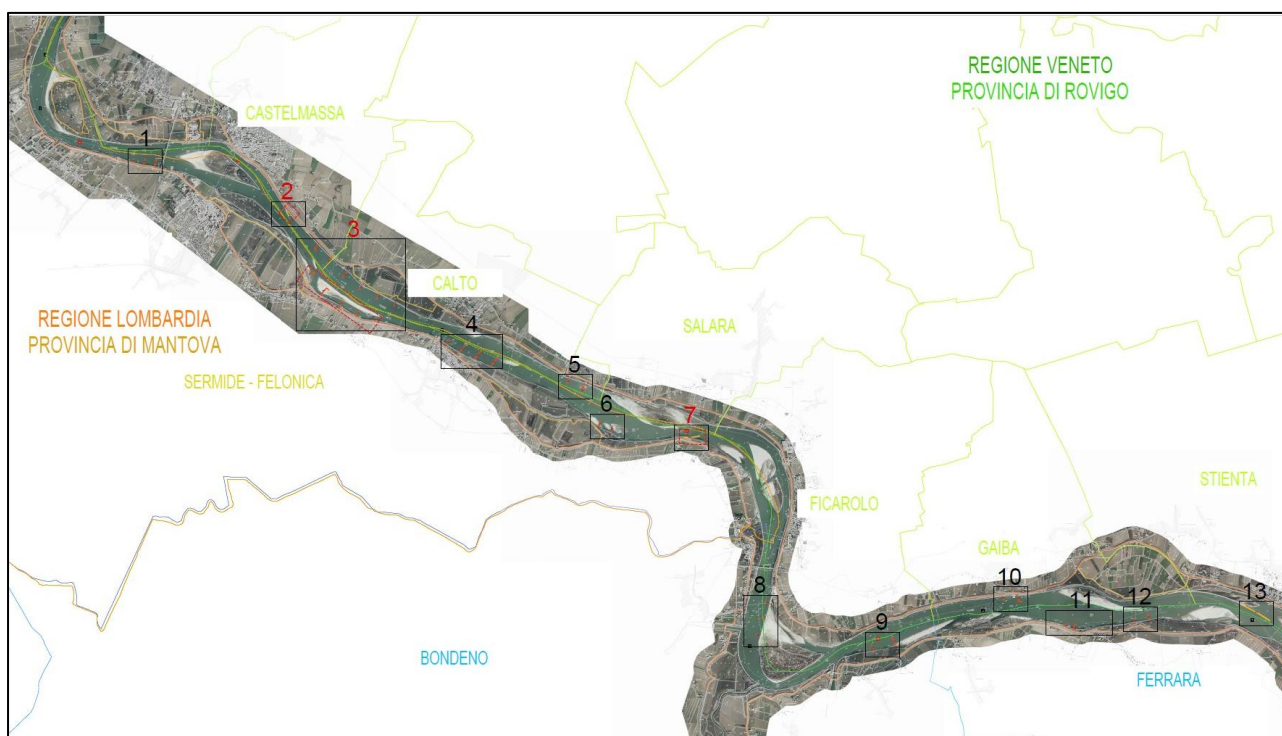 REGIONE VENETO
PROVINCIA DI ROVIGO
CASTELMASSA
1
2
3
CALTO
REGIONE LOMBARDIA
PROVINCIA DI MANTOVA
4
SALARA
SERMIDE - FELONICA
5
6
7
STIENTA
FICAROLO
GAIBA
8
10
11
12
13
9
BONDENO
FERRARA